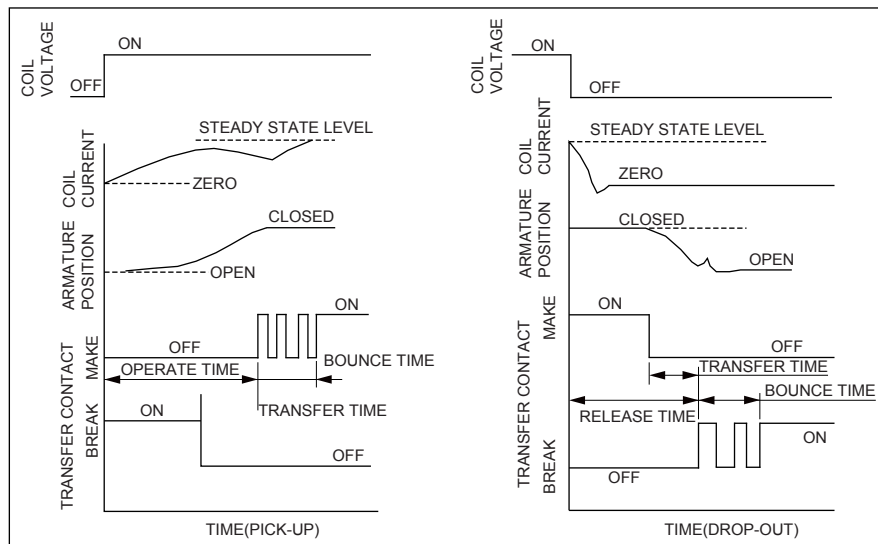 ON
COIL
VOLTAGE
OFF
STEADY STATE LEVEL
COIL
CURRENT
ZERO
CLOSED
ARMATURE
POSITION
OPEN
ON
OFF
MAKE
BOUNCE TIME
OPERATE TIME
TRANSFER TIME
TRANSFER CONTACT
ON
BREAK
OFF
TIME(PICK-UP)
COIL
VOLTAGE
ON
OFF
STEADY STATE LEVEL
COIL
CURRENT
ZERO
CLOSED
ARMATURE
POSITION
OPEN
ON
MAKE
OFF
TRANSFER TIME
BOUNCE TIME
RELEASE TIME
TRANSFER CONTACT
ON
BREAK
OFF
TIME(DROP-OUT)